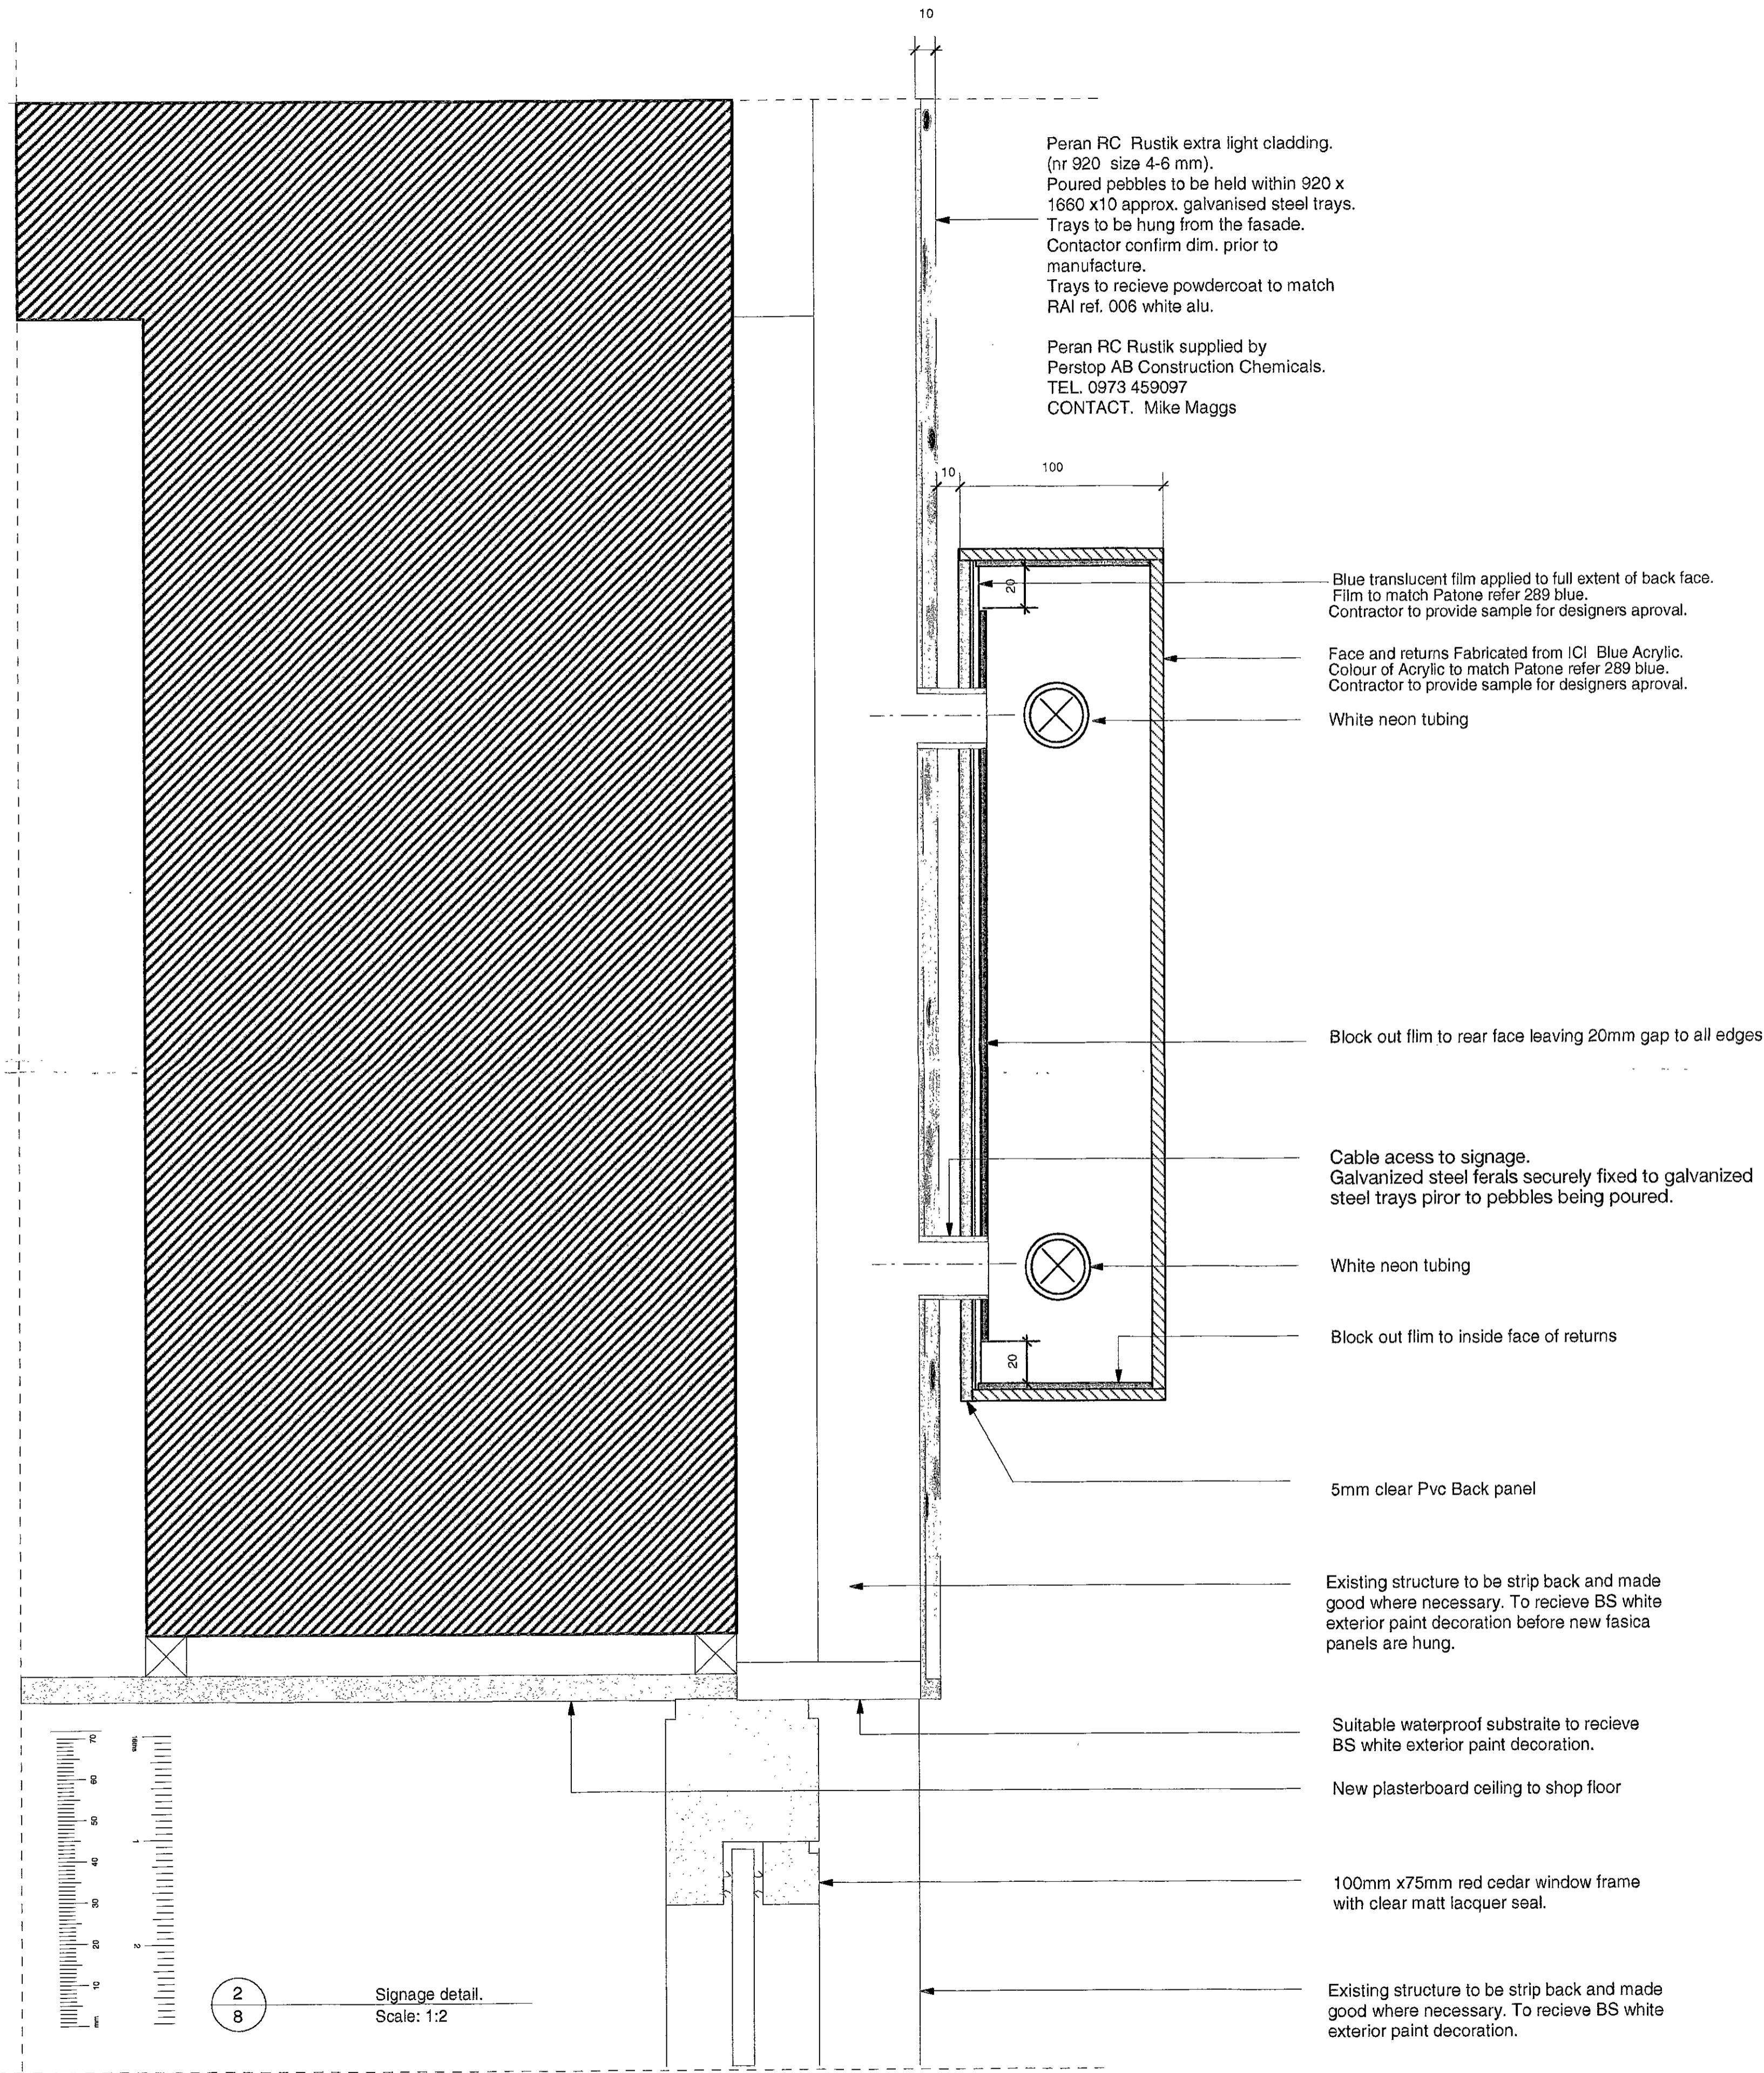 10
Peran RC Rustik extra light cladding.
(nr 920 size 4-6 mm).
Poured pebbles to be held within 920 x
1660 x10 approx. galvanised steel trays.
Trays to be hung from the fasade.
Contactor confirm dim. prior to
manufacture.
Trays to recieve powdercoat to match
RAI ref. 006 white alu.
Peran RC Rustik supplied by
Perstop AB Construction Chemicals.
TEL. 0973 459097
CONTACT. Mike Maggs
10
100
20
Blue translucent film applied to full extent of back face.
Film to match Patone refer 289 blue.
Contractor to provide sample for designers aproval.
Face and returns Fabricated from ICI Blue Acrylic.
Colour of Acrylic to match Patone refer 289 blue.
Contractor to provide sample for designers aproval.
White neon tubing
Block out flim to rear face leaving 20mm gap to all edges
Cable acess to signage.
Galvanized steel ferals securely fixed to galvanized
steel trays piror to pebbles being poured.
White neon tubing
Block out flim to inside face of returns
20
5mm clear Pvc Back panel
Existing structure to be strip back and made
good where necessary. To recieve BS white
exterior paint decoration before new fasica
panels are hung.
Suitable waterproof substraite to recieve
BS white exterior paint decoration.
New plasterboard ceiling to shop floor
100mm x75mm red cedar window frame
with clear matt lacquer seal.
Existing structure to be strip back and made
good where necessary. To recieve BS white
exterior paint decoration.
70
60
50
40
30
20
10
mm
16ths
1
2
2
8
Signage detail.
Scale: 1:2